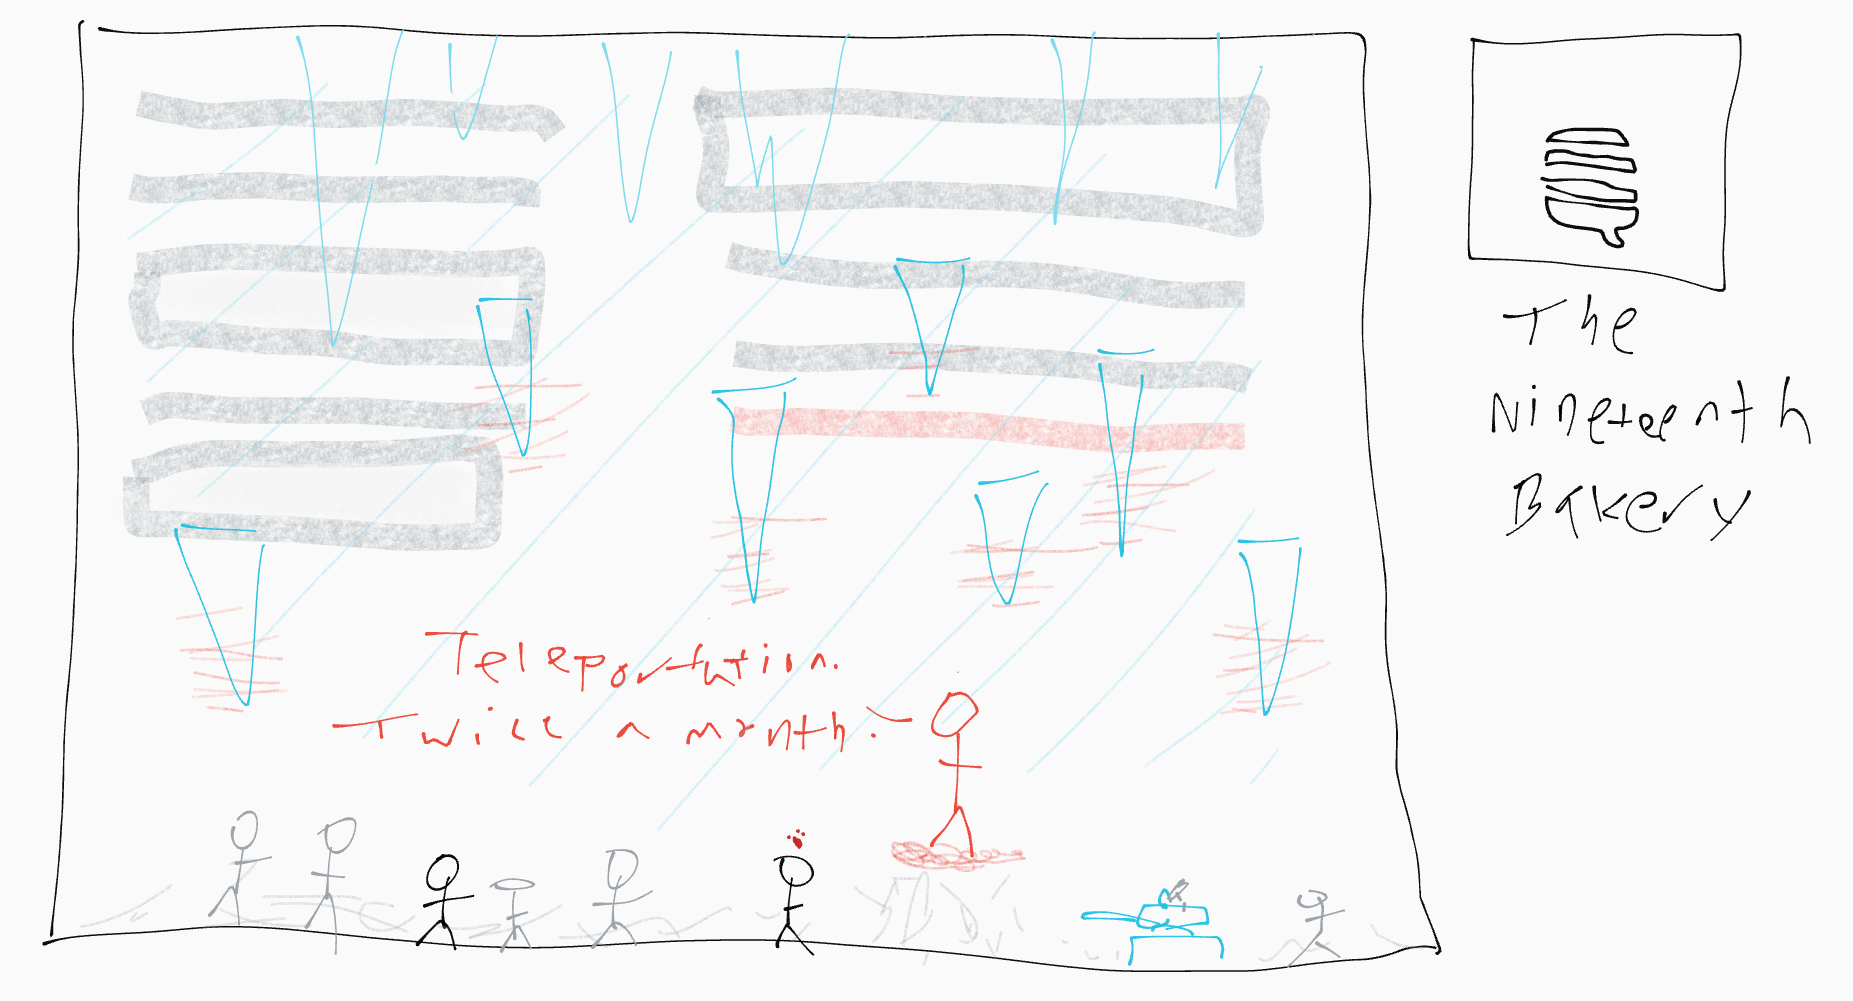 Teleportation.
Twice a month.
The
Nineteenth
Bakery